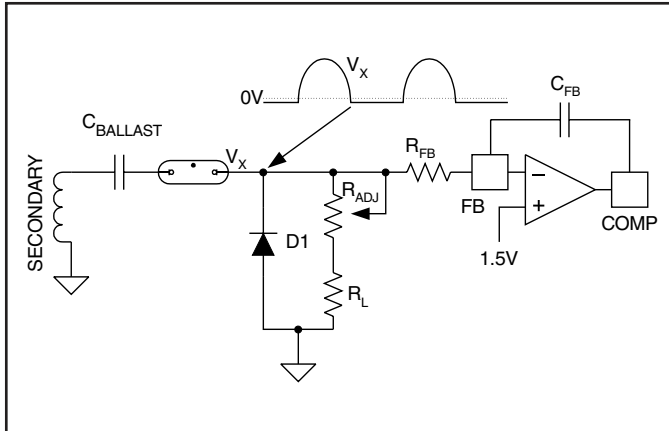 V_X
0V
C_BALLAST
C_FB
SECONDARY
V_X
R_FB
R_ADJ
FB
−
+
COMP
D1
1.5V
R_L